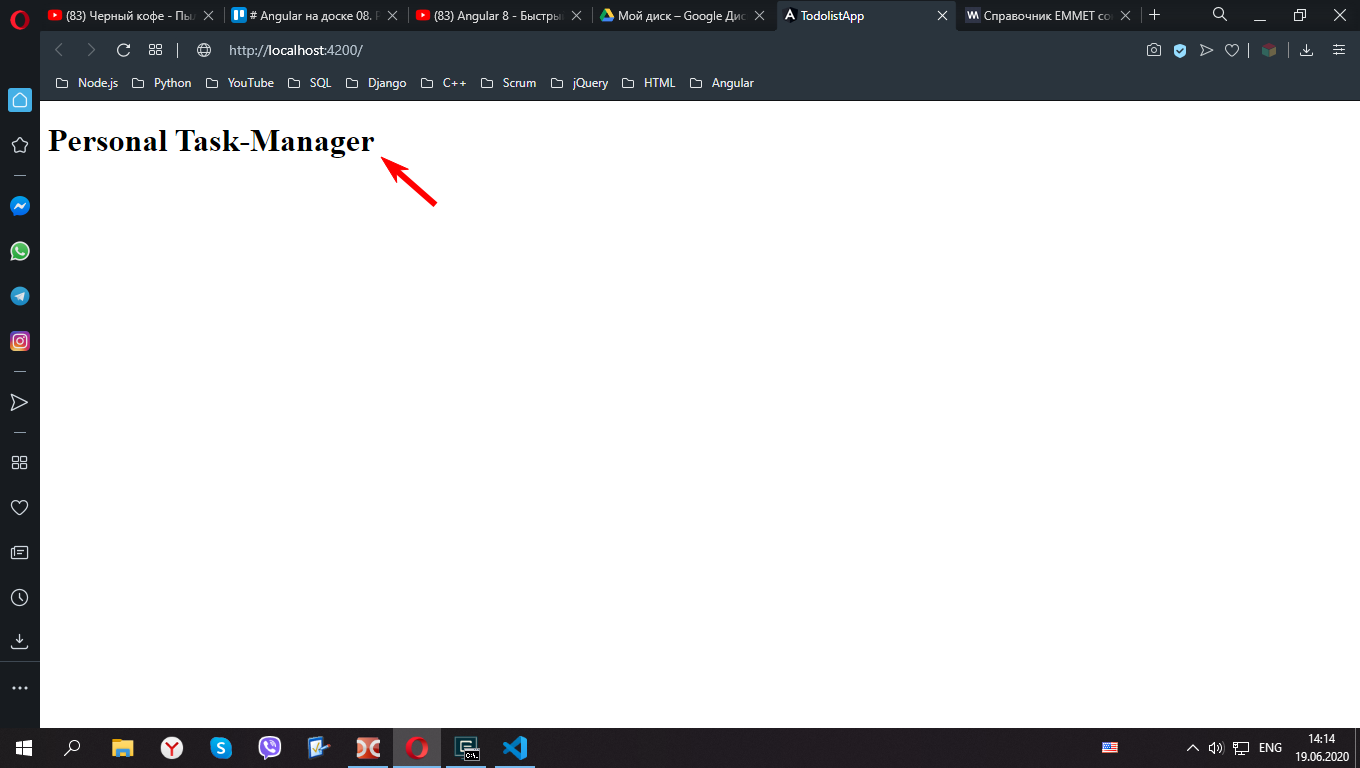 (83) Черный кофе - Пы
# Angular на доске 08.
(83) Angular 8 - Быстры
Мой диск – Google Дис
TodolistApp
Справочник EMMET со
http://localhost:4200/
Node.js Python YouTube SQL Django C++ Scrum jQuery HTML Angular
Personal Task-Manager
ENG
14:14
19.06.2020